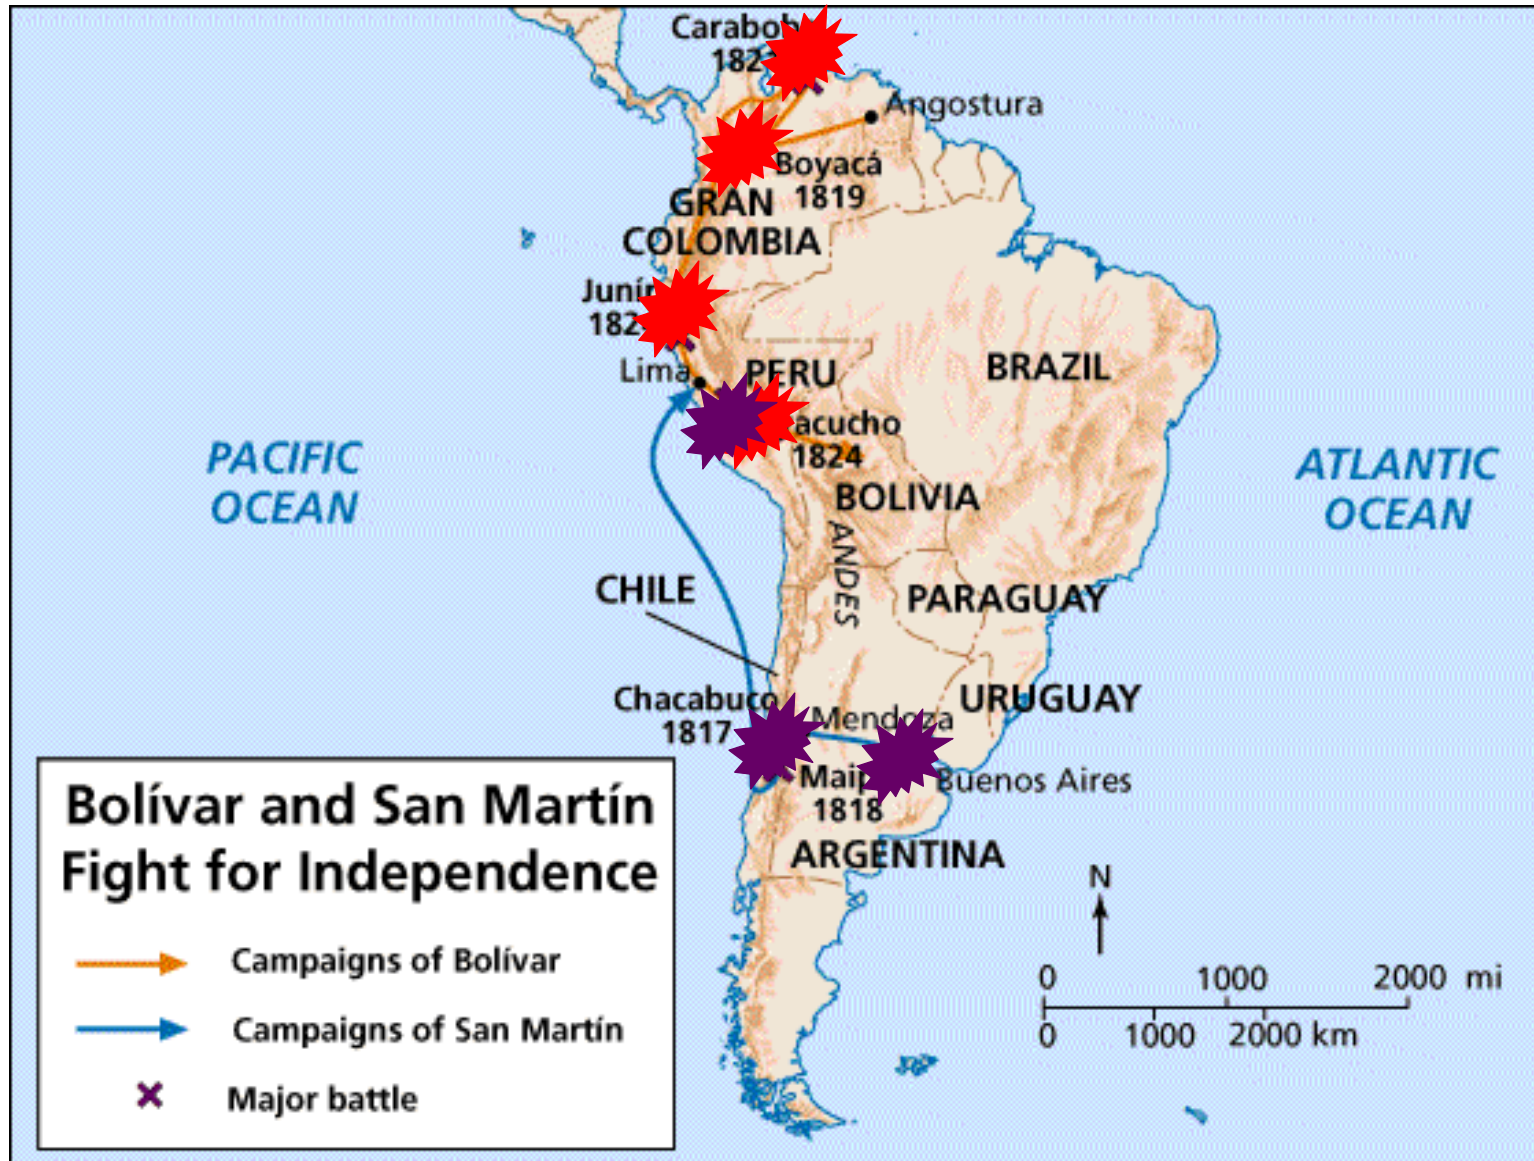 Carabob
182
Angostura
Boyacá
1819
GRAN
COLOMBIA
Junín
182
Lima
PERU
BRAZIL
acucho
1824
BOLIVIA
PACIFIC
OCEAN
ATLANTIC
OCEAN
ANDES
CHILE
PARAGUAY
Chacabuco
1817
Mendoza
URUGUAY
Maip
1818
Buenos Aires
ARGENTINA
Bolívar and San Martín
Fight for Independence
Campaigns of Bolívar
Campaigns of San Martín
Major battle
N
0 1000 2000 mi
0 1000 2000 km